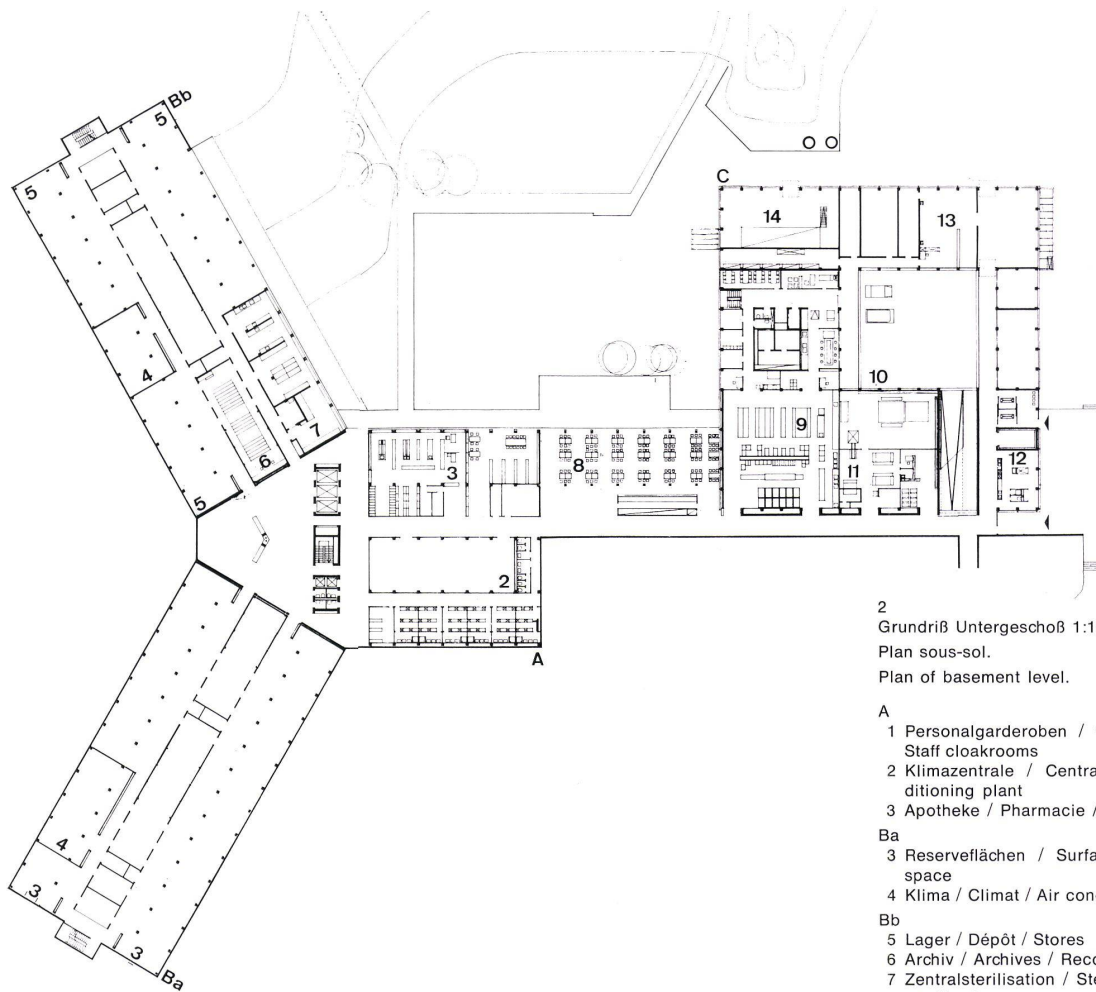 Bb
5
5
C
14
13
4
10
9
7
3
8
12
6
11
5
2
A
4
3
3
Ba
2
Grundriß Untergeschoß 1:1
Plan sous-sol.
Plan of basement level.
A
1 Personalgarderoben /
Staff cloakrooms
2 Klimazentrale / Centra
ditioning plant
3 Apotheke / Pharmacie /
Ba
3 Reserveflächen / Surfa
space
4 Klima / Climat / Air con
Bb
5 Lager / Dépôt / Stores
6 Archiv / Archives / Reco
7 Zentralsterilisation / Ste